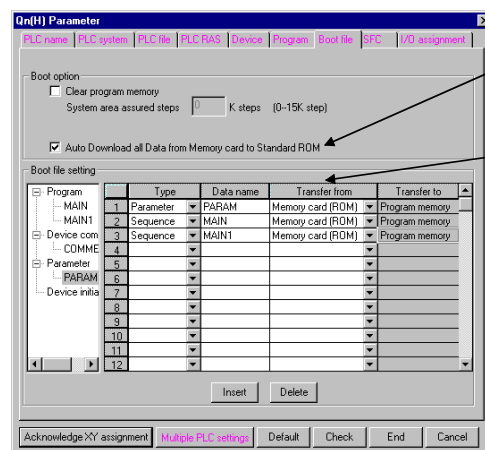 Qn(H) Parameter
PLC name PLC system PLC file PLC RAS Device Program Boot file SFC I/O assignment
Boot option
Clear program memory
System area assured steps 0 K steps (0--15K step)
Auto Download all Data from Memory card to Standard ROM
Boot file setting
Program
MAIN
MAIN1
Device com
COMME
Parameter
PARAM
Device initia
Type Data name Transfer from Transfer to
1 Parameter PARAM Memory card (ROM) Program memory
2 Sequence MAIN Memory card (ROM) Program memory
3 Sequence MAIN1 Memory card (ROM) Program memory
4
5
6
7
8
9
10
11
12
Insert Delete
Acknowledge XY assignment Multiple PLC settings Default Check End Cancel